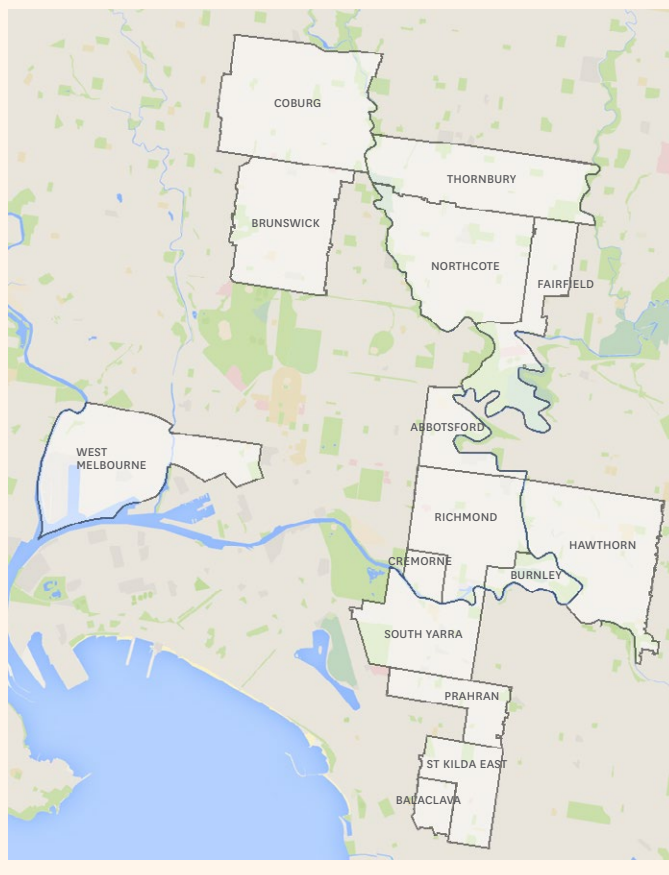 COBURG
THORNBURY
BRUNSWICK
NORTHCOTE
FAIRFIELD
ABBOTSFORD
WEST
MELBOURNE
RICHMOND
HAWTHORN
CREMORNE
BURNLEY
SOUTH YARRA
PRAHRAN
ST KILDA EAST
BALACLAVA